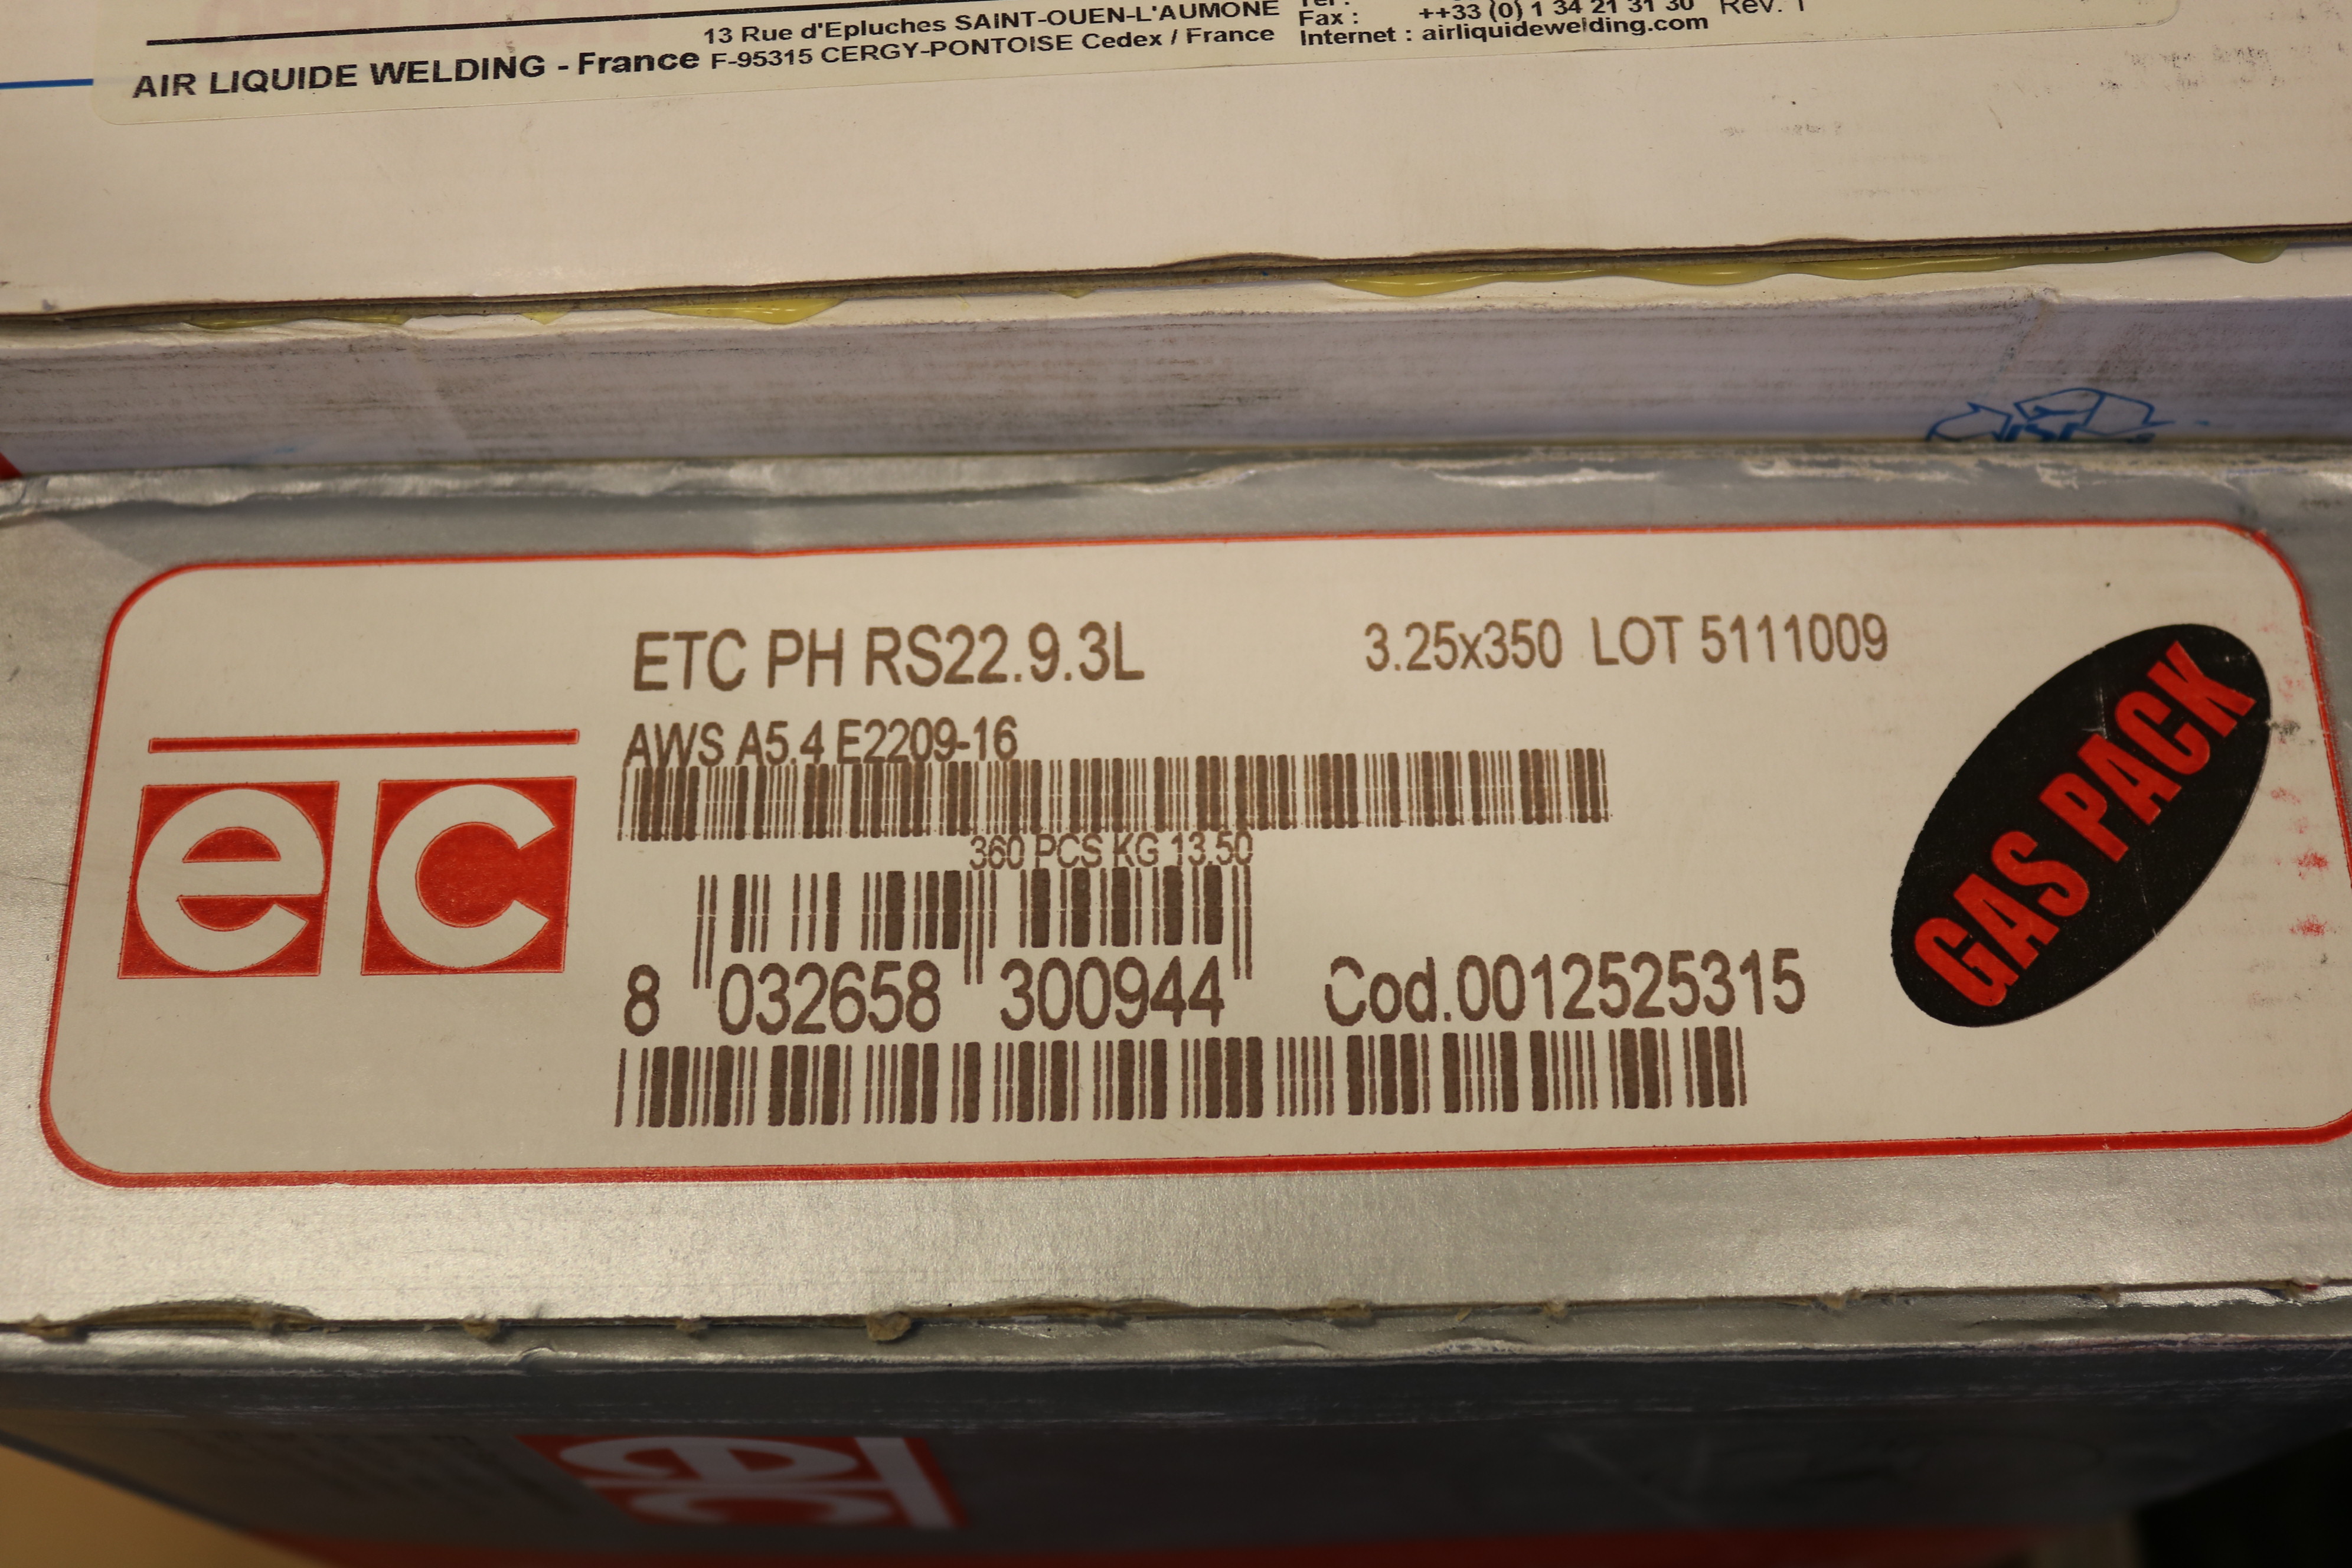 13 Rue d'Epluches SAINT-OUEN-L'AUMONE
Fax : ++33 (0) 1 34 21 31 30 Rev. 1
AIR LIQUIDE WELDING - France F-95315 CERGY-PONTOISE Cedex / France
Internet : airliquidewelding.com
ETC PH RS22.9.3L 3.25x350 LOT 5111009
AWS A5.4 E2209-16
360 PCS KG 13.50
8 032658 300944 Cod.0012525315
etc
GAS PACK
etc